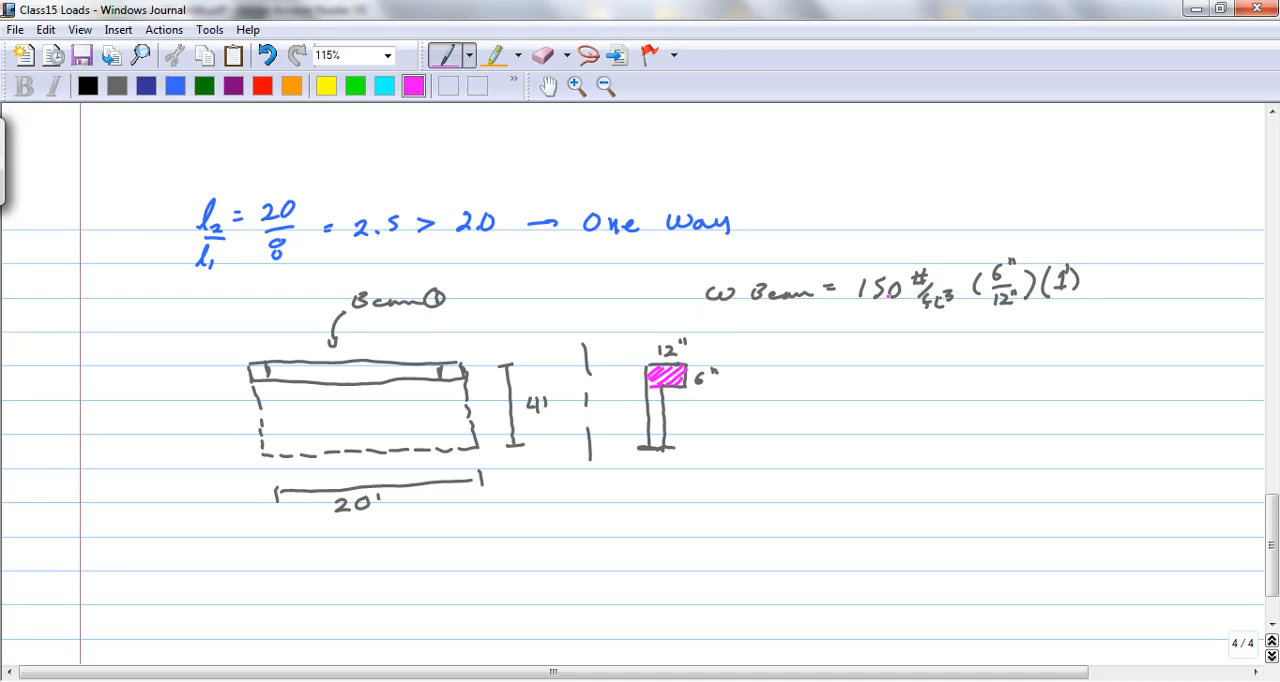 Class15 Loads - Windows Journal
File Edit View Insert Actions Tools Help
115%
B I
»
l₂/l₁ = 20/8 = 2.5 > 2.0 → One Way
Beam ①
ω Beam = 150 #/ft³ (6"/12") (1')
12"
6"
4'
20'
4 / 4